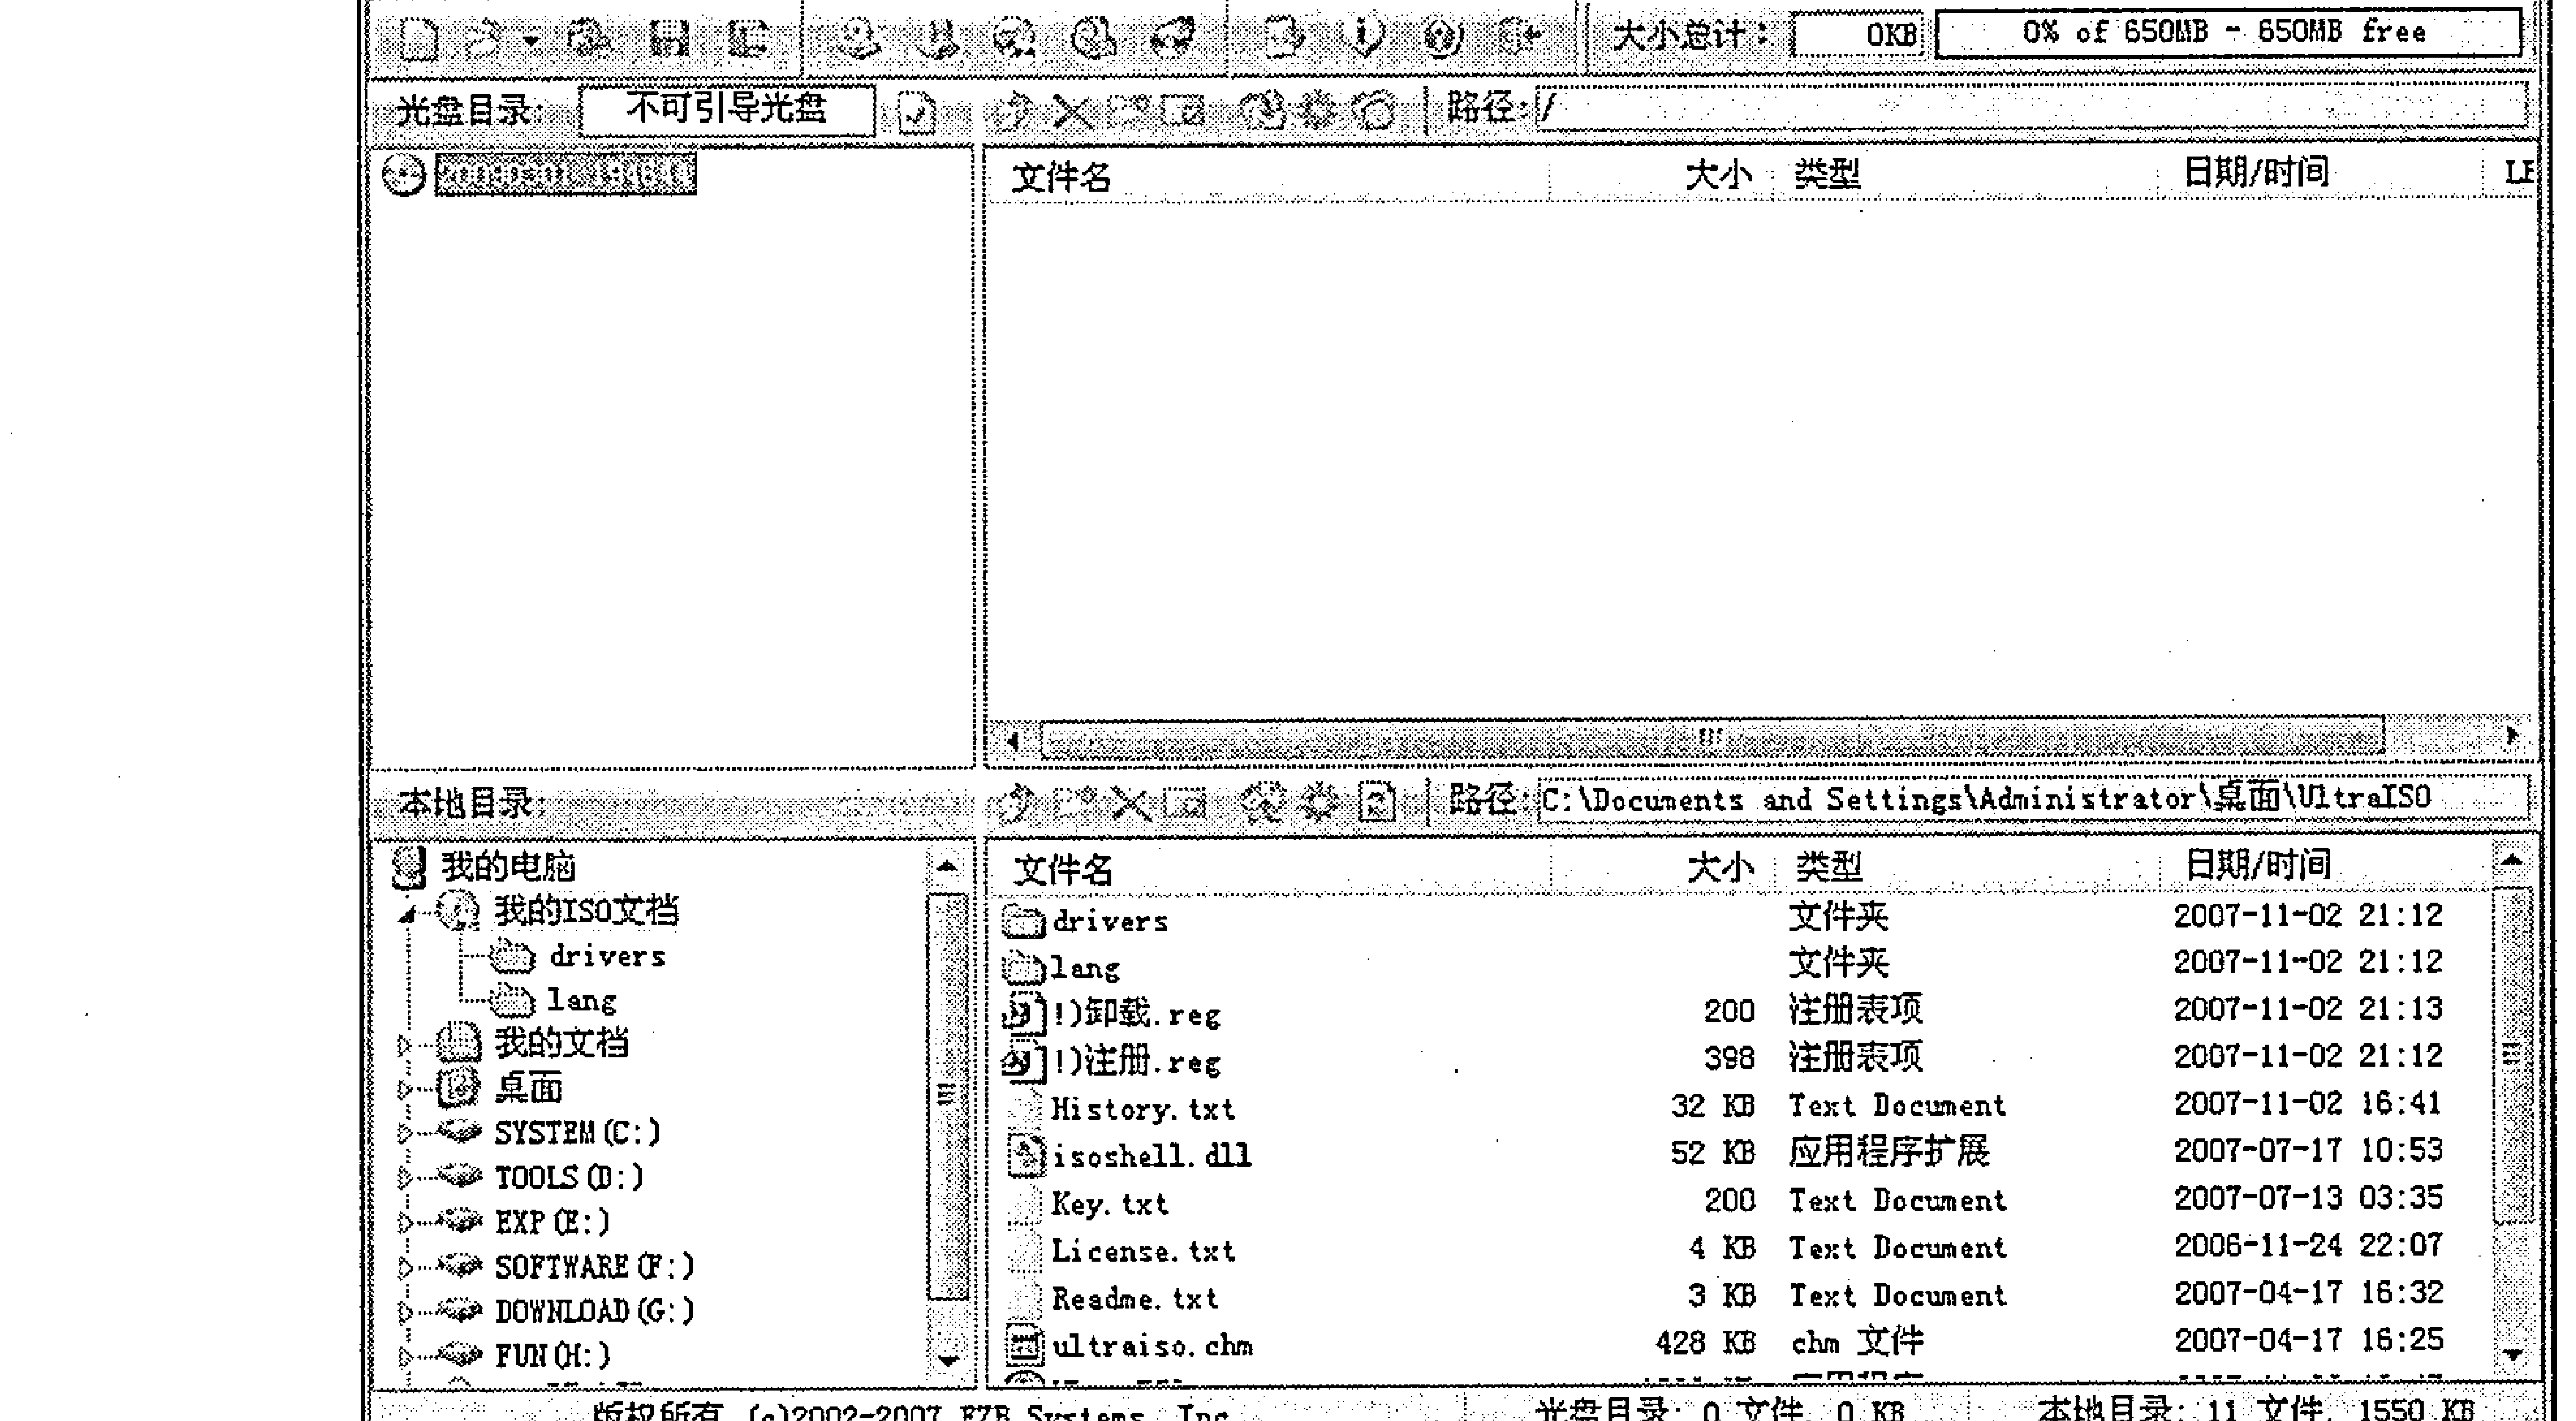 大小总计: 0KB 0% of 650MB - 650MB free
光盘目录: 不可引导光盘 路径: /
文件名 大小 类型 日期/时间
本地目录: 路径: C:\Documents and Settings\Administrator\桌面\UltraISO
我的电脑
我的ISO文档
drivers
lang
我的文档
桌面
SYSTEM(C:)
TOOLS(D:)
EXP(E:)
SOFTWARE(F:)
DOWNLOAD(G:)
FUN(H:)
文件名 大小 类型 日期/时间
drivers 文件夹 2007-11-02 21:12
lang 文件夹 2007-11-02 21:12
!)卸载.reg 200 注册表项 2007-11-02 21:13
!)注册.reg 398 注册表项 2007-11-02 21:12
History.txt 32 KB Text Document 2007-11-02 16:41
isoshell.dll 52 KB 应用程序扩展 2007-07-17 10:53
Key.txt 200 Text Document 2007-07-13 03:35
License.txt 4 KB Text Document 2006-11-24 22:07
Readme.txt 3 KB Text Document 2007-04-17 16:32
ultraiso.chm 428 KB chm 文件 2007-04-17 16:25
版权所有 (c)2002-2007 EZB Systems, Inc. 光盘目录: 0 文件, 0 KB 本地目录: 11 文件, 1550 KB